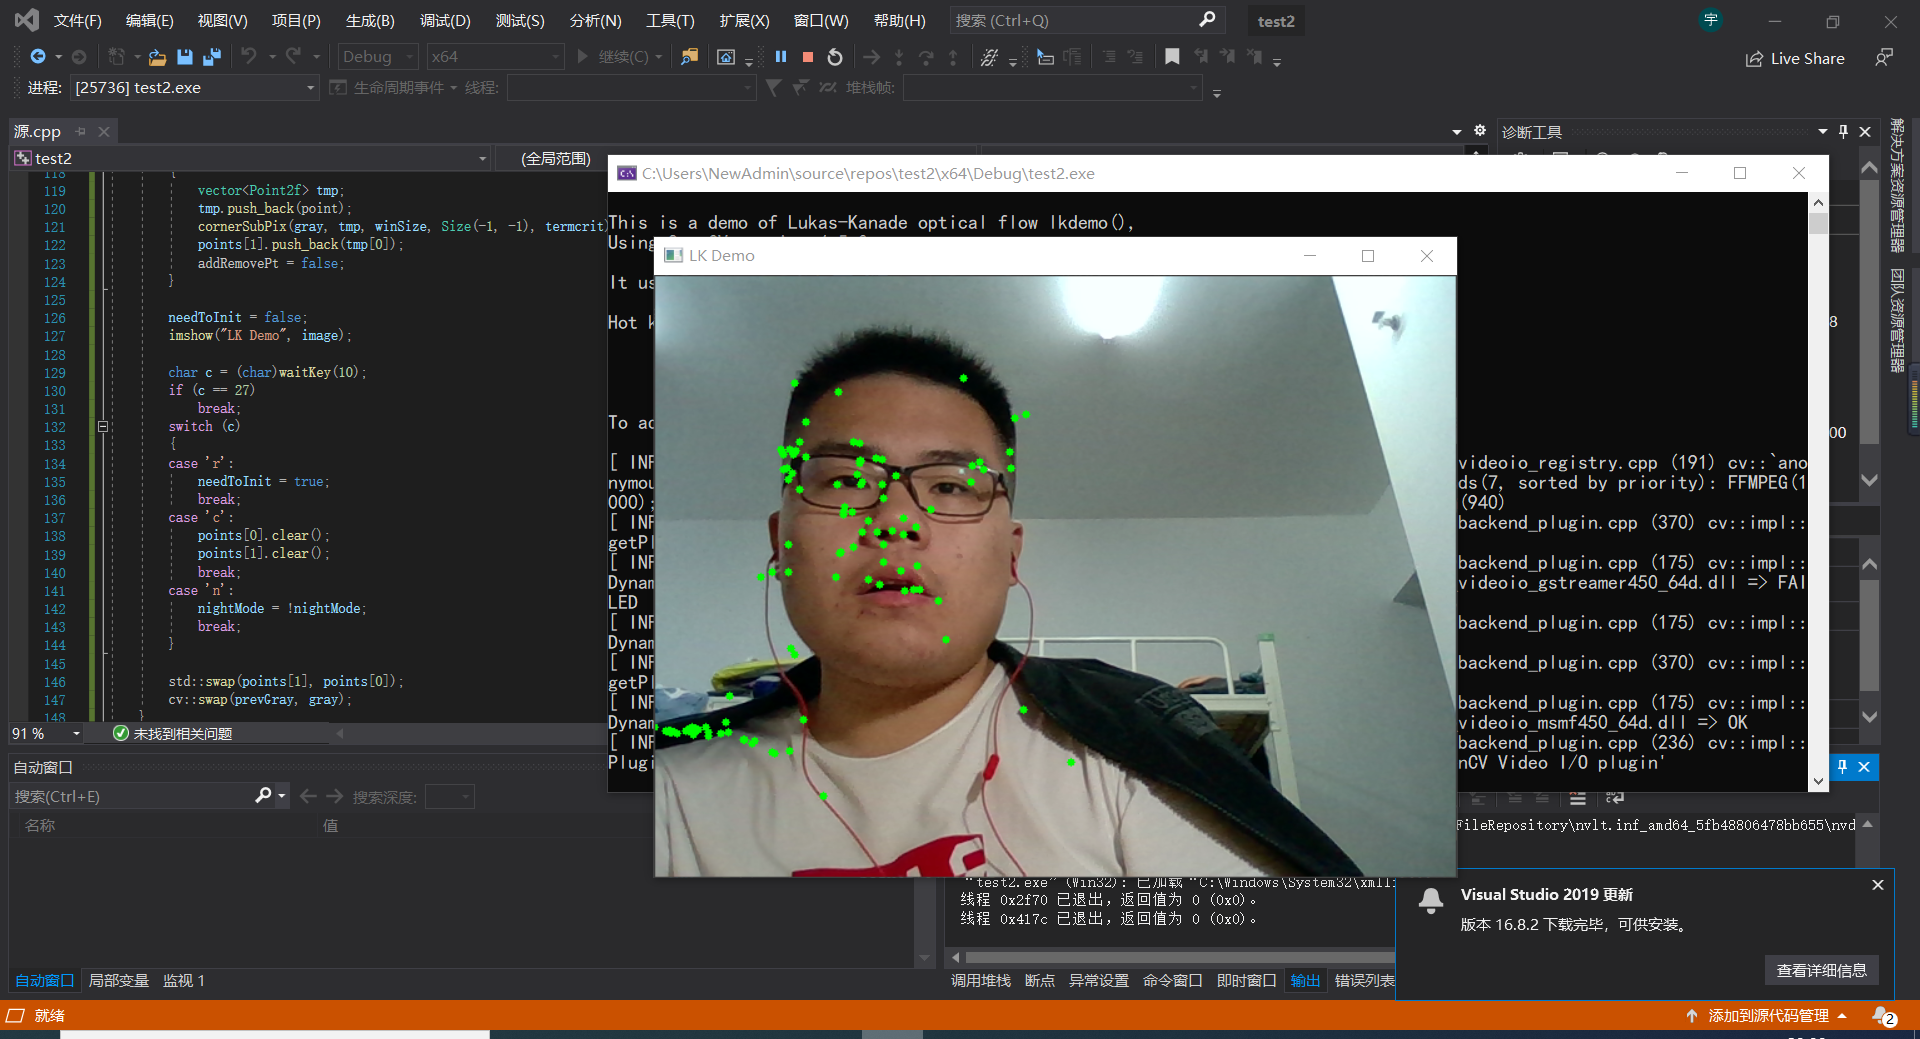 文件(F) 编辑(E) 视图(V) 项目(P) 生成(B) 调试(D) 测试(S) 分析(N) 工具(T) 扩展(X) 窗口(W) 帮助(H) 搜索 (Ctrl+Q) test2 宇
Debug x64 继续(C) Live Share
进程: [25736] test2.exe 生命周期事件 线程: 堆栈帧:
源.cpp
test2 (全局范围)
118 {
119 vector<Point2f> tmp;
120 tmp.push_back(point);
121 cornerSubPix(gray, tmp, winSize, Size(-1, -1), termcrit
122 points[1].push_back(tmp[0]);
123 addRemovePt = false;
124 }
125
126 needToInit = false;
127 imshow("LK Demo", image);
128
129 char c = (char)waitKey(10);
130 if (c == 27)
131 break;
132 switch (c)
133 {
134 case 'r':
135 needToInit = true;
136 break;
137 case 'c':
138 points[0].clear();
139 points[1].clear();
140 break;
141 case 'n':
142 nightMode = !nightMode;
143 break;
144 }
145
146 std::swap(points[1], points[0]);
147 cv::swap(prevGray, gray);
148 }
91 % 未找到相关问题
自动窗口
搜索(Ctrl+E) 搜索深度:
名称 值
自动窗口 局部变量 监视 1
C:\Users\NewAdmin\source\repos\test2\x64\Debug\test2.exe
This is a demo of Lukas-Kanade optical flow lkdemo(),
Using
It us
Hot k
To ad
[ INF videoio_registry.cpp (191) cv::`ano
nymou ds(7, sorted by priority): FFMPEG(1
000); (940)
[ INF backend_plugin.cpp (370) cv::impl::
getPl
[ INF backend_plugin.cpp (175) cv::impl::
Dynam videoio_gstreamer450_64d.dll => FAI
LED
[ INF backend_plugin.cpp (175) cv::impl::
Dynam
[ INF backend_plugin.cpp (370) cv::impl::
getPl
[ INF backend_plugin.cpp (175) cv::impl::
Dynam videoio_msmf450_64d.dll => OK
[ INF backend_plugin.cpp (236) cv::impl::
Plugi nCV Video I/O plugin'
LK Demo
诊断工具
8
00
解决方案资源管理器
团队资源管理器
FileRepository\nvlt.inf_amd64_5fb48806478bb655\nvd
"test2.exe" (Win32): 已加载 "C:\Windows\System32\xmlli
线程 0x2f70 已退出，返回值为 0 (0x0)。
线程 0x417c 已退出，返回值为 0 (0x0)。
调用堆栈 断点 异常设置 命令窗口 即时窗口 输出 错误列表
Visual Studio 2019 更新
版本 16.8.2 下载完毕，可供安装。
查看详细信息
就绪 添加到源代码管理 2